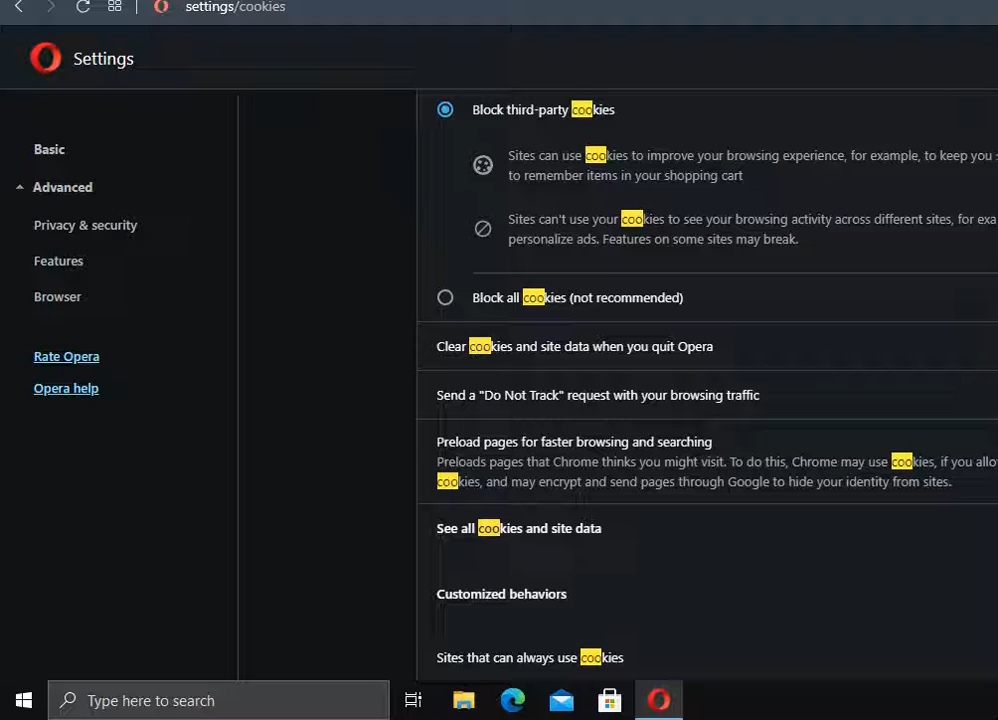 settings/cookies
Settings
Basic
Advanced
Privacy & security
Features
Browser
Rate Opera
Opera help
Block third-party cookies
Sites can use cookies to improve your browsing experience, for example, to keep you
to remember items in your shopping cart
Sites can't use your cookies to see your browsing activity across different sites, for exa
personalize ads. Features on some sites may break.
Block all cookies (not recommended)
Clear cookies and site data when you quit Opera
Send a "Do Not Track" request with your browsing traffic
Preload pages for faster browsing and searching
Preloads pages that Chrome thinks you might visit. To do this, Chrome may use cookies, if you allo
cookies, and may encrypt and send pages through Google to hide your identity from sites.
See all cookies and site data
Customized behaviors
Sites that can always use cookies
Type here to search